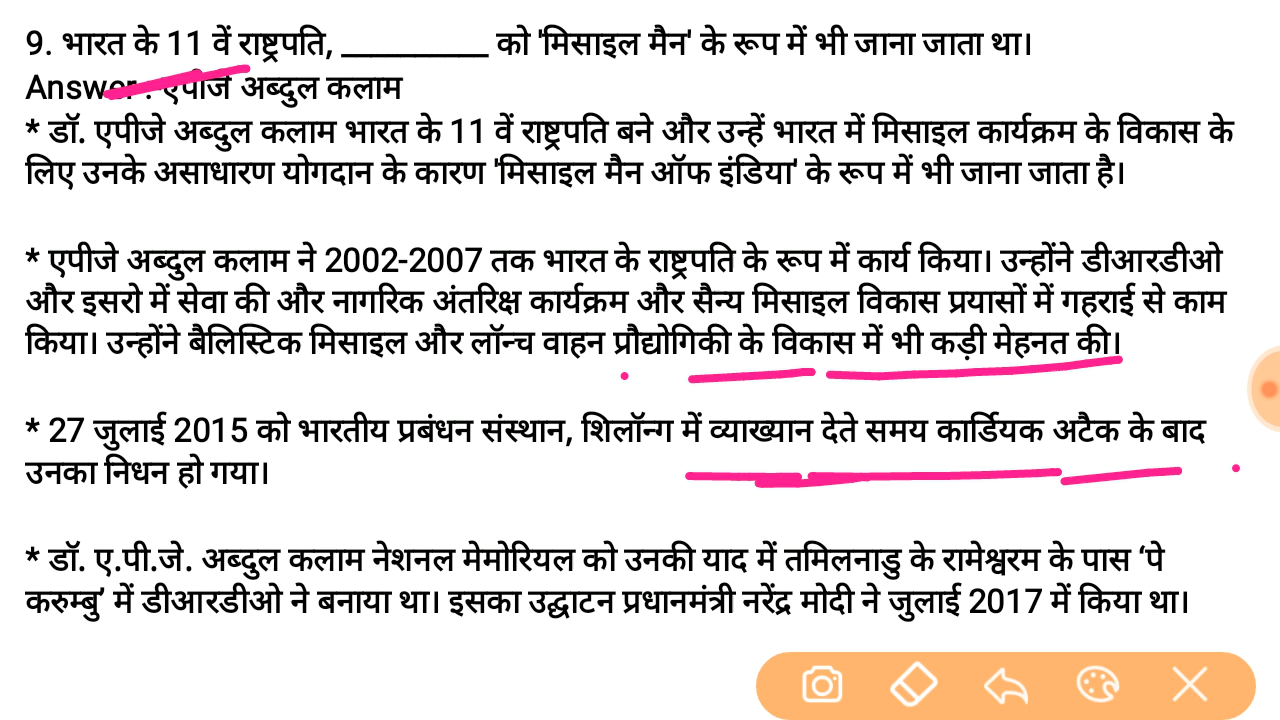 9. भारत के 11 वें राष्ट्रपति, __________ को 'मिसाइल मैन' के रूप में भी जाना जाता था।
Answer : एपीजे अब्दुल कलाम
* डॉ. एपीजे अब्दुल कलाम भारत के 11 वें राष्ट्रपति बने और उन्हें भारत में मिसाइल कार्यक्रम के विकास के
लिए उनके असाधारण योगदान के कारण 'मिसाइल मैन ऑफ इंडिया' के रूप में भी जाना जाता है।
* एपीजे अब्दुल कलाम ने 2002-2007 तक भारत के राष्ट्रपति के रूप में कार्य किया। उन्होंने डीआरडीओ
और इसरो में सेवा की और नागरिक अंतरिक्ष कार्यक्रम और सैन्य मिसाइल विकास प्रयासों में गहराई से काम
किया। उन्होंने बैलिस्टिक मिसाइल और लॉन्च वाहन प्रौद्योगिकी के विकास में भी कड़ी मेहनत की।
* 27 जुलाई 2015 को भारतीय प्रबंधन संस्थान, शिलॉन्ग में व्याख्यान देते समय कार्डियक अटैक के बाद
उनका निधन हो गया।
* डॉ. ए.पी.जे. अब्दुल कलाम नेशनल मेमोरियल को उनकी याद में तमिलनाडु के रामेश्वरम के पास ‘पे
करुम्बु’ में डीआरडीओ ने बनाया था। इसका उद्घाटन प्रधानमंत्री नरेंद्र मोदी ने जुलाई 2017 में किया था।